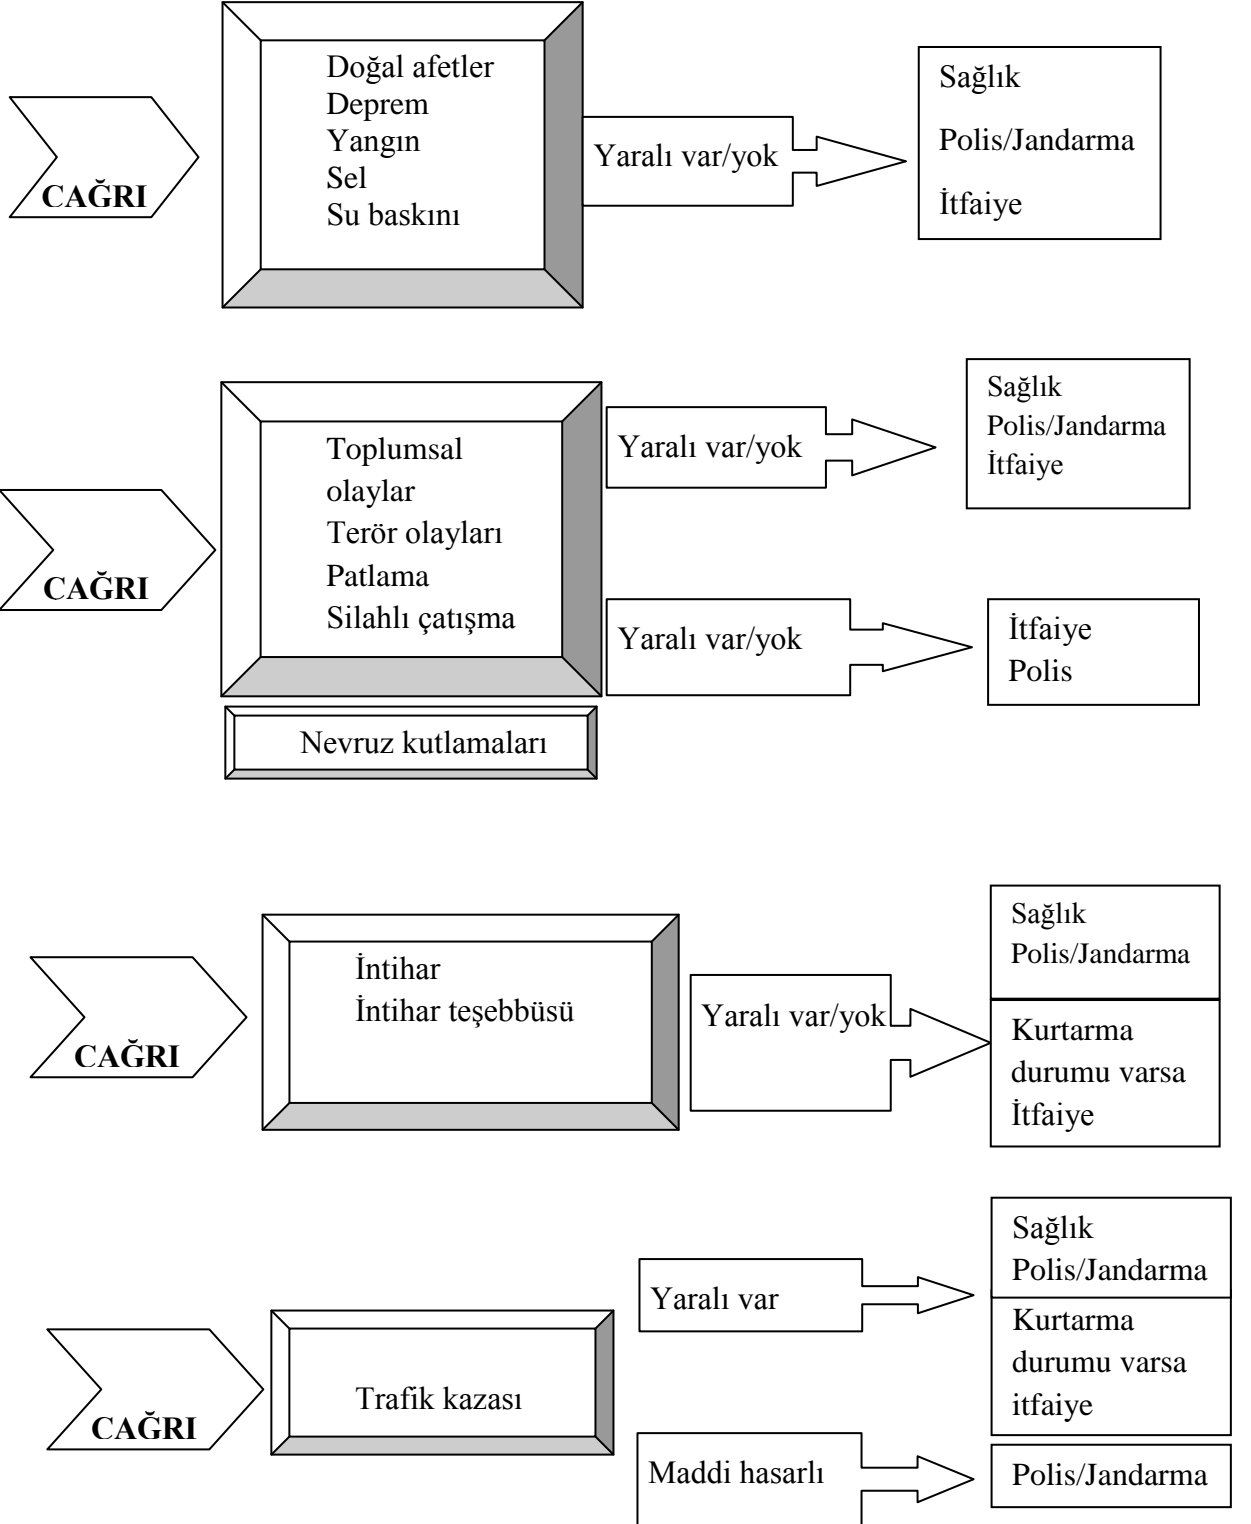 CAĞRI
Doğal afetler
Deprem
Yangın
Sel
Su baskını
Yaralı var/yok
Sağlık
Polis/Jandarma
İtfaiye
CAĞRI
Toplumsal
olaylar
Terör olayları
Patlama
Silahlı çatışma
Yaralı var/yok
Sağlık
Polis/Jandarma
İtfaiye
Yaralı var/yok
İtfaiye
Polis
Nevruz kutlamaları
CAĞRI
İntihar
İntihar teşebbüsü
Yaralı var/yok
Sağlık
Polis/Jandarma
Kurtarma
durumu varsa
İtfaiye
CAĞRI
Trafik kazası
Yaralı var
Sağlık
Polis/Jandarma
Kurtarma
durumu varsa
itfaiye
Maddi hasarlı
Polis/Jandarma